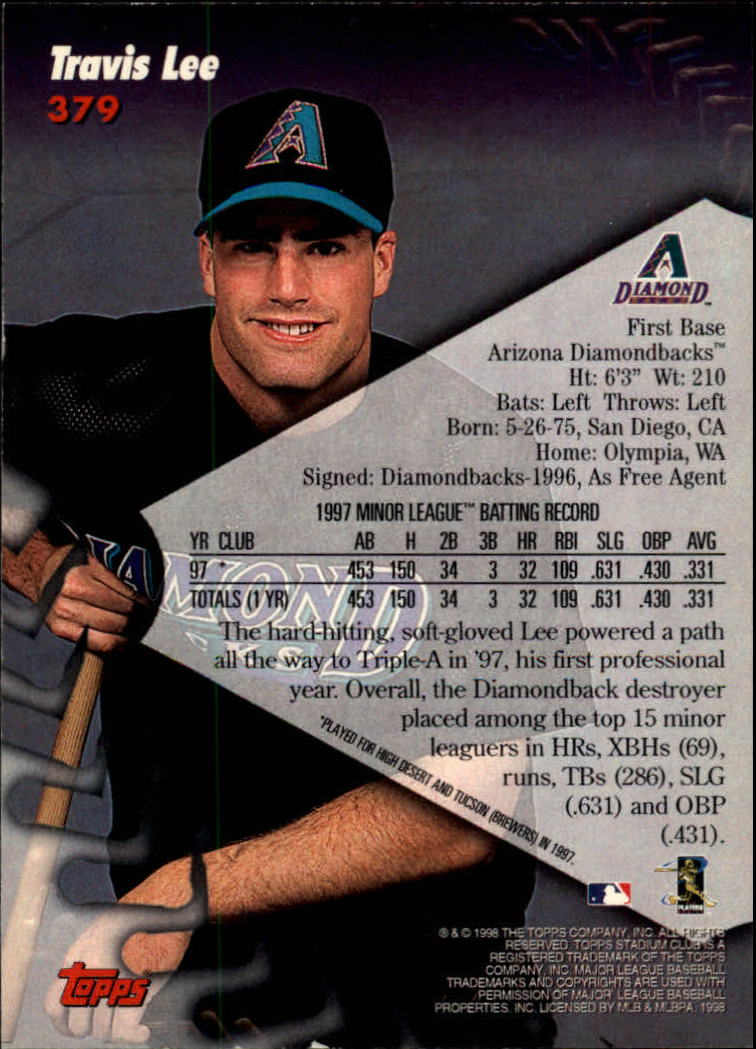 Travis Lee
379
A
DIAMOND
BACKS™
First Base
Arizona Diamondbacks™
Ht: 6'3" Wt: 210
Bats: Left Throws: Left
Born: 5-26-75, San Diego, CA
Home: Olympia, WA
Signed: Diamondbacks-1996, As Free Agent
1997 MINOR LEAGUE™ BATTING RECORD
YR CLUB AB H 2B 3B HR RBI SLG OBP AVG
97 * 453 150 34 3 32 109 .631 .430 .331
TOTALS (1 YR) 453 150 34 3 32 109 .631 .430 .331
DIAMOND
The hard-hitting, soft-gloved Lee powered a path
all the way to Triple-A in '97, his first professional
year. Overall, the Diamondback destroyer
placed among the top 15 minor
leaguers in HRs, XBHs (69),
runs, TBs (286), SLG
(.631) and OBP
(.431).
*PLAYED FOR HIGH DESERT AND TUCSON (BREWERS) IN 1997.
PLAYERS
® & © 1998 THE TOPPS COMPANY, INC. ALL RIGHTS
RESERVED. TOPPS STADIUM CLUB IS A
REGISTERED TRADEMARK OF THE TOPPS
COMPANY, INC. MAJOR LEAGUE BASEBALL
TRADEMARKS AND COPYRIGHTS ARE USED WITH
PERMISSION OF MAJOR LEAGUE BASEBALL
PROPERTIES, INC. LICENSED BY MLB & MLBPA. 1998
Topps